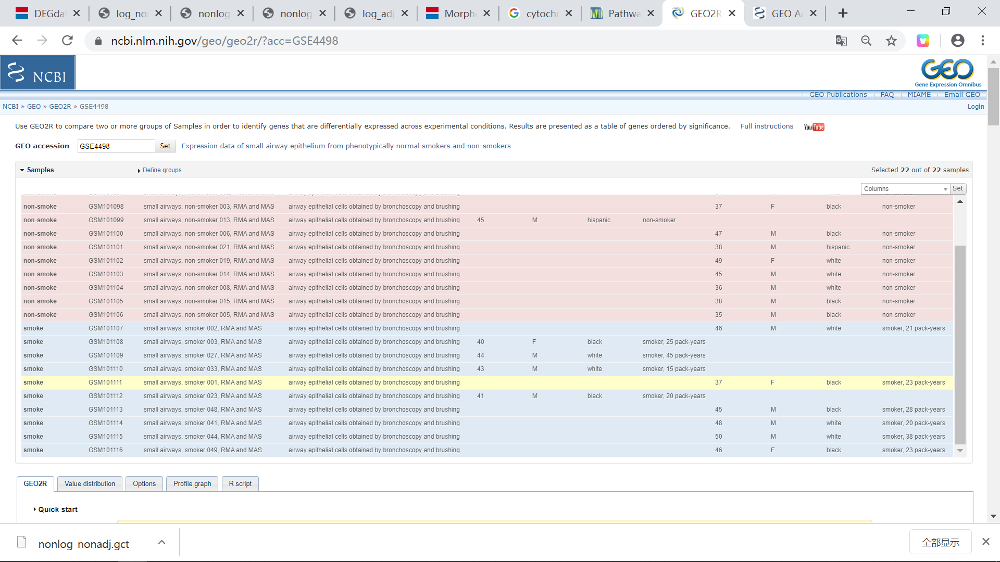 DEGdat
log_no
nonlog
nonlog
log_adj
Morph
cytoch
Pathwa
GEO2R
GEO A
ncbi.nlm.nih.gov/geo/geo2r/?acc=GSE4498
NCBI
GEO
Gene Expression Omnibus
GEO Publications FAQ MIAME Email GEO
NCBI » GEO » GEO2R » GSE4498
Login
Use GEO2R to compare two or more groups of Samples in order to identify genes that are differentially expressed across experimental conditions. Results are presented as a table of genes ordered by significance. Full instructions YouTube
GEO accession GSE4498 Set Expression data of small airway epithelium from phenotypically normal smokers and non-smokers
Samples Define groups Selected 22 out of 22 samples
Columns Set
non-smoke GSM101098 small airways, non-smoker 003, RMA and MAS airway epithelial cells obtained by bronchoscopy and brushing 37 F black non-smoker
non-smoke GSM101099 small airways, non-smoker 013, RMA and MAS airway epithelial cells obtained by bronchoscopy and brushing 45 M hispanic non-smoker
non-smoke GSM101100 small airways, non-smoker 006, RMA and MAS airway epithelial cells obtained by bronchoscopy and brushing 47 M black non-smoker
non-smoke GSM101101 small airways, non-smoker 021, RMA and MAS airway epithelial cells obtained by bronchoscopy and brushing 38 M hispanic non-smoker
non-smoke GSM101102 small airways, non-smoker 019, RMA and MAS airway epithelial cells obtained by bronchoscopy and brushing 49 F white non-smoker
non-smoke GSM101103 small airways, non-smoker 014, RMA and MAS airway epithelial cells obtained by bronchoscopy and brushing 45 M white non-smoker
non-smoke GSM101104 small airways, non-smoker 008, RMA and MAS airway epithelial cells obtained by bronchoscopy and brushing 36 M white non-smoker
non-smoke GSM101105 small airways, non-smoker 015, RMA and MAS airway epithelial cells obtained by bronchoscopy and brushing 38 M black non-smoker
non-smoke GSM101106 small airways, non-smoker 005, RMA and MAS airway epithelial cells obtained by bronchoscopy and brushing 35 M black non-smoker
smoke GSM101107 small airways, smoker 002, RMA and MAS airway epithelial cells obtained by bronchoscopy and brushing 46 M white smoker, 21 pack-years
smoke GSM101108 small airways, smoker 003, RMA and MAS airway epithelial cells obtained by bronchoscopy and brushing 40 F black smoker, 25 pack-years
smoke GSM101109 small airways, smoker 027, RMA and MAS airway epithelial cells obtained by bronchoscopy and brushing 44 M white smoker, 45 pack-years
smoke GSM101110 small airways, smoker 033, RMA and MAS airway epithelial cells obtained by bronchoscopy and brushing 43 M white smoker, 15 pack-years
smoke GSM101111 small airways, smoker 001, RMA and MAS airway epithelial cells obtained by bronchoscopy and brushing 37 F black smoker, 23 pack-years
smoke GSM101112 small airways, smoker 023, RMA and MAS airway epithelial cells obtained by bronchoscopy and brushing 41 M black smoker, 20 pack-years
smoke GSM101113 small airways, smoker 048, RMA and MAS airway epithelial cells obtained by bronchoscopy and brushing 45 M black smoker, 28 pack-years
smoke GSM101114 small airways, smoker 041, RMA and MAS airway epithelial cells obtained by bronchoscopy and brushing 48 M white smoker, 20 pack-years
smoke GSM101115 small airways, smoker 044, RMA and MAS airway epithelial cells obtained by bronchoscopy and brushing 50 M white smoker, 38 pack-years
smoke GSM101116 small airways, smoker 049, RMA and MAS airway epithelial cells obtained by bronchoscopy and brushing 46 F black smoker, 23 pack-years
GEO2R Value distribution Options Profile graph R script
Quick start
nonlog_nonadj.gct
全部显示